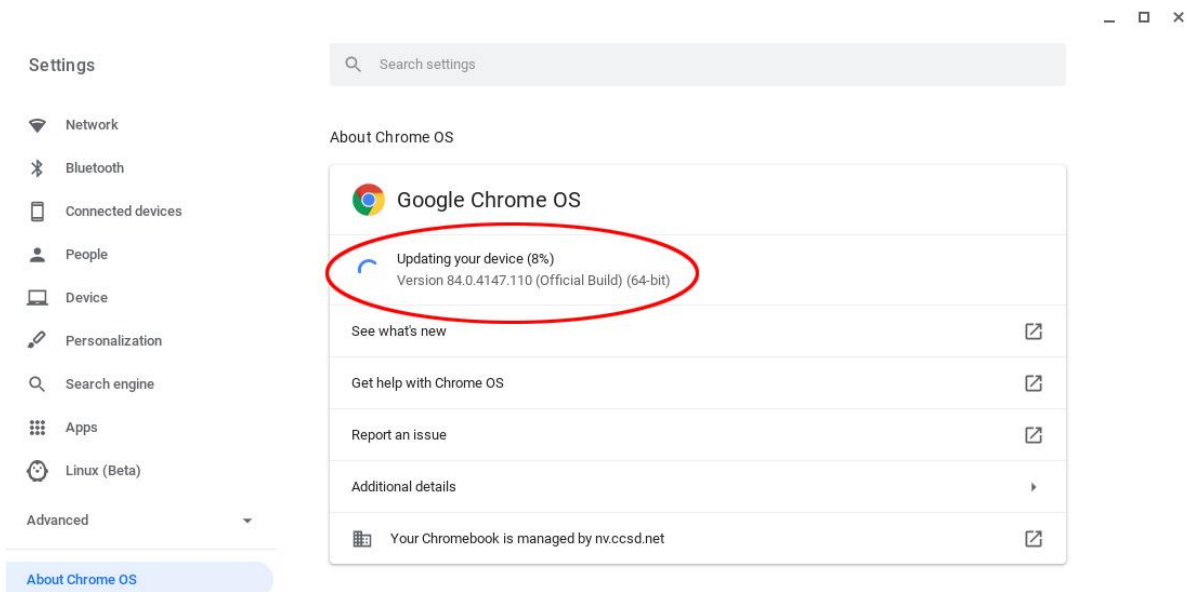 Settings
Search settings
Network
Bluetooth
Connected devices
People
Device
Personalization
Search engine
Apps
Linux (Beta)
Advanced
About Chrome OS
About Chrome OS
Google Chrome OS
Updating your device (8%)
Version 84.0.4147.110 (Official Build) (64-bit)
See what's new
Get help with Chrome OS
Report an issue
Additional details
Your Chromebook is managed by nv.ccsd.net